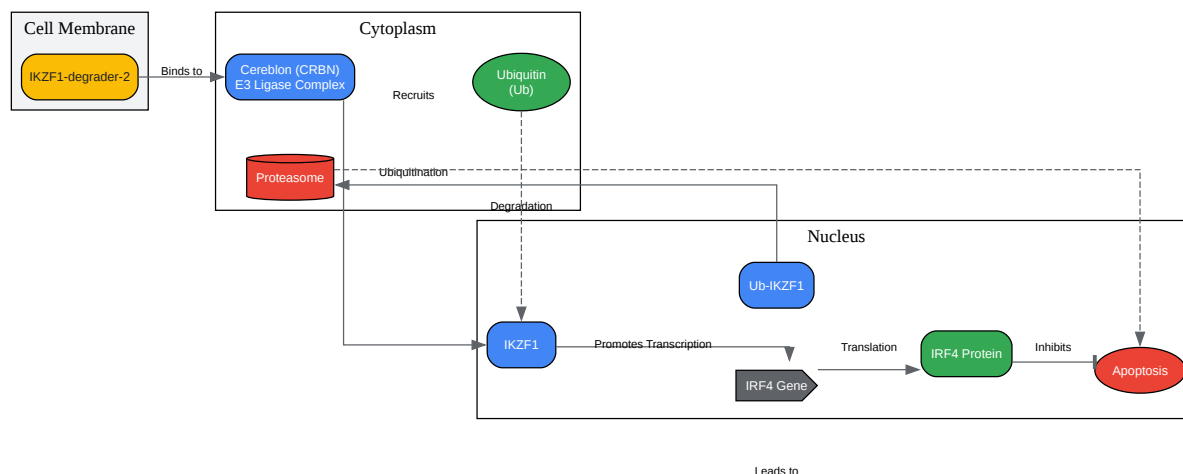 Cell Membrane
Cytoplasm
IKZF1-degrader-2
Binds to
Cereblon (CRBN)
E3 Ligase Complex
Recruits
Ubiquitin
(Ub)
Proteasome
Ubiquitination
Degradation
Nucleus
Ub-IKZF1
IKZF1
Promotes Transcription
IRF4 Gene
Translation
IRF4 Protein
Inhibits
Apoptosis
Leads to